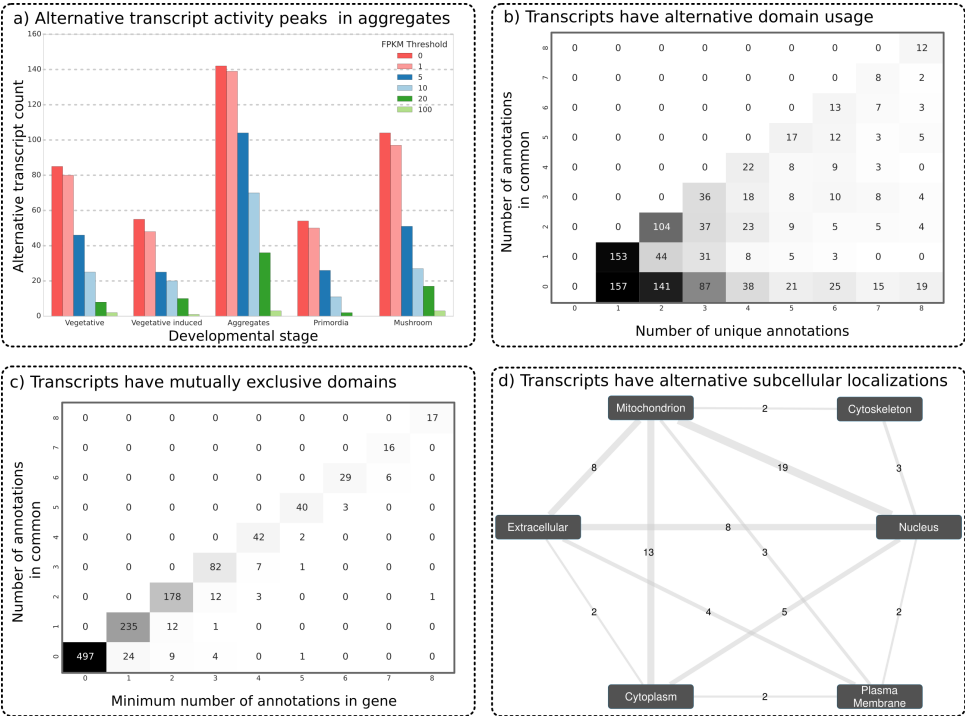 a) Alternative transcript activity peaks in aggregates
160
140
120
100
80
60
40
20
0
Alternative transcript count
FPKM Threshold
0
1
5
10
20
100
Vegetative
Vegetative induced
Aggregates
Primordia
Mushroom
Developmental stage
b) Transcripts have alternative domain usage
Number of annotations
in common
8 0 0 0 0 0 0 0 0 12
7 0 0 0 0 0 0 0 8 2
6 0 0 0 0 0 0 13 7 3
5 0 0 0 0 0 17 12 3 5
4 0 0 0 0 22 8 9 3 0
3 0 0 0 36 18 8 10 8 4
2 0 0 104 37 23 9 5 5 4
1 0 153 44 31 8 5 3 0 0
0 0 157 141 87 38 21 25 15 19
0 1 2 3 4 5 6 7 8
Number of unique annotations
c) Transcripts have mutually exclusive domains
Number of annotations
in common
8 0 0 0 0 0 0 0 0 17
7 0 0 0 0 0 0 0 16 0
6 0 0 0 0 0 0 29 6 0
5 0 0 0 0 0 40 3 0 0
4 0 0 0 0 42 2 0 0 0
3 0 0 0 82 7 1 0 0 0
2 0 0 178 12 3 0 0 0 1
1 0 235 12 1 0 0 0 0 0
0 497 24 9 4 0 1 0 0 0
0 1 2 3 4 5 6 7 8
Minimum number of annotations in gene
d) Transcripts have alternative subcellular localizations
Mitochondrion
2
Cytoskeleton
8
19
3
Extracellular
8
Nucleus
13
3
2
4
5
2
Cytoplasm
2
Plasma
Membrane